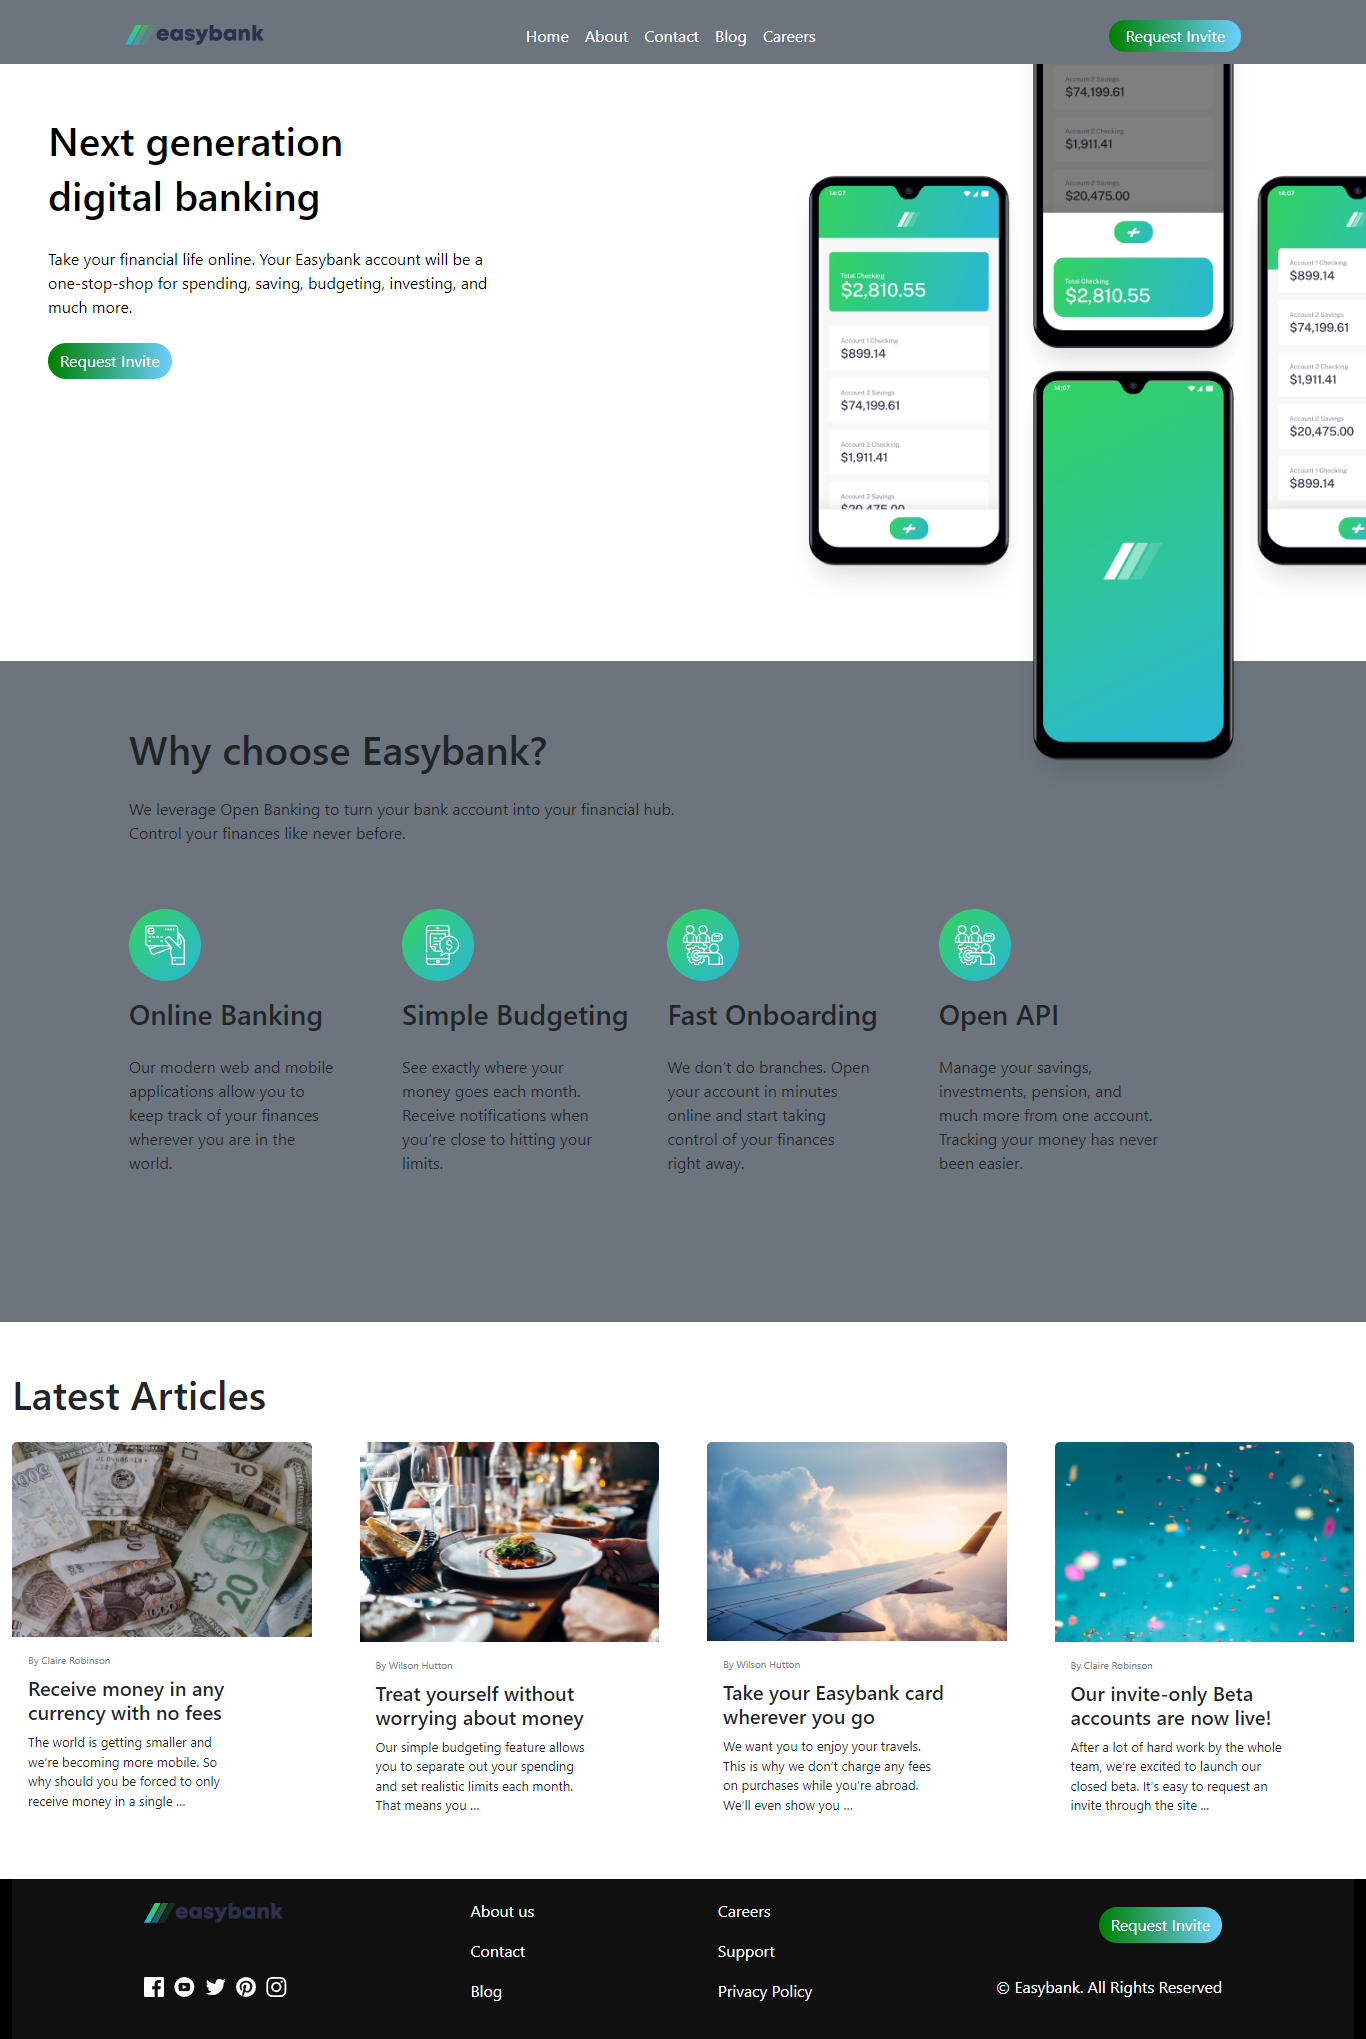 easybank
Home About Contact Blog Careers
Request Invite
Next generation
digital banking
Take your financial life online. Your Easybank account will be a
one-stop-shop for spending, saving, budgeting, investing, and
much more.
Request Invite
14:07
Total Checking
$2,810.55
Account 1 Checking
$899.14
Account 2 Savings
$74,199.61
Account 2 Checking
$1,911.41
Account 2 Savings
$20,475.00
Account 2 Savings
$74,199.61
Account 2 Checking
$1,911.41
Account 2 Savings
$20,475.00
Total Checking
$2,810.55
14:07
14:07
Account 1 Checking
$899.14
Account 2 Savings
$74,199.61
Account 2 Checking
$1,911.41
Account 2 Savings
$20,475.00
Account 1 Checking
$899.14
Why choose Easybank?
We leverage Open Banking to turn your bank account into your financial hub.
Control your finances like never before.
Online Banking
Our modern web and mobile
applications allow you to
keep track of your finances
wherever you are in the
world.
Simple Budgeting
See exactly where your
money goes each month.
Receive notifications when
you're close to hitting your
limits.
Fast Onboarding
We don't do branches. Open
your account in minutes
online and start taking
control of your finances
right away.
Open API
Manage your savings,
investments, pension, and
much more from one account.
Tracking your money has never
been easier.
Latest Articles
10
20
By Claire Robinson
Receive money in any
currency with no fees
The world is getting smaller and
we're becoming more mobile. So
why should you be forced to only
receive money in a single ...
By Wilson Hutton
Treat yourself without
worrying about money
Our simple budgeting feature allows
you to separate out your spending
and set realistic limits each month.
That means you ...
By Wilson Hutton
Take your Easybank card
wherever you go
We want you to enjoy your travels.
This is why we don't charge any fees
on purchases while you're abroad.
We'll even show you ...
By Claire Robinson
Our invite-only Beta
accounts are now live!
After a lot of hard work by the whole
team, we're excited to launch our
closed beta. It's easy to request an
invite through the site ...
easybank
About us
Contact
Blog
Careers
Support
Privacy Policy
Request Invite
© Easybank. All Rights Reserved